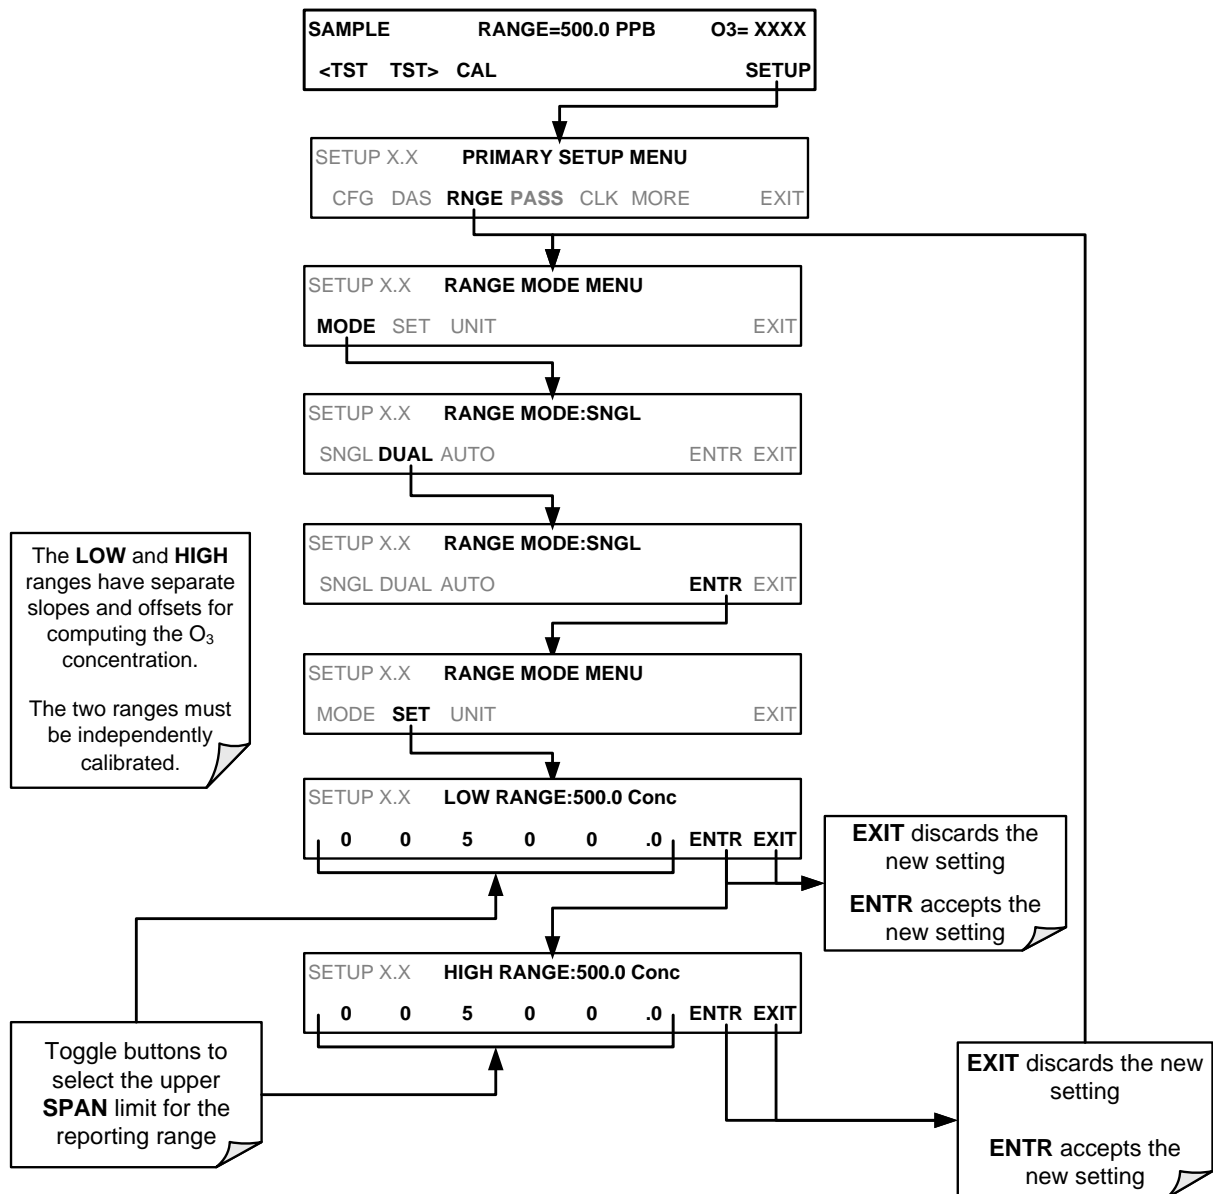 SAMPLE RANGE=500.0 PPB O3= XXXX
<TST TST> CAL SETUP
SETUP X.X PRIMARY SETUP MENU
CFG DAS RNGE PASS CLK MORE EXIT
SETUP X.X RANGE MODE MENU
MODE SET UNIT EXIT
SETUP X.X RANGE MODE:SNGL
SNGL DUAL AUTO ENTR EXIT
SETUP X.X RANGE MODE:SNGL
SNGL DUAL AUTO ENTR EXIT
The LOW and HIGH
ranges have separate
slopes and offsets for
computing the O3
concentration.
The two ranges must
be independently
calibrated.
SETUP X.X RANGE MODE MENU
MODE SET UNIT EXIT
SETUP X.X LOW RANGE:500.0 Conc
0 0 5 0 0 .0 ENTR EXIT
EXIT discards the
new setting
ENTR accepts the
new setting
SETUP X.X HIGH RANGE:500.0 Conc
0 0 5 0 0 .0 ENTR EXIT
Toggle buttons to
select the upper
SPAN limit for the
reporting range
EXIT discards the new
setting
ENTR accepts the
new setting